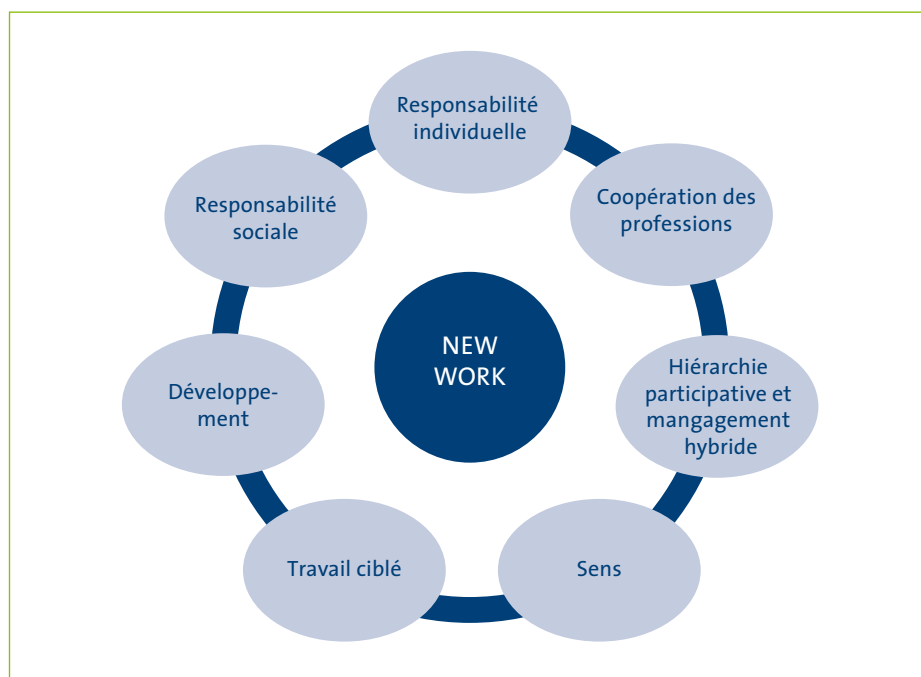 Responsabilité
individuelle
Coopération des
professions
Hiérarchie
participative et
mangagement
hybride
Sens
Travail ciblé
Développe-
ment
Responsabilité
sociale
NEW
WORK